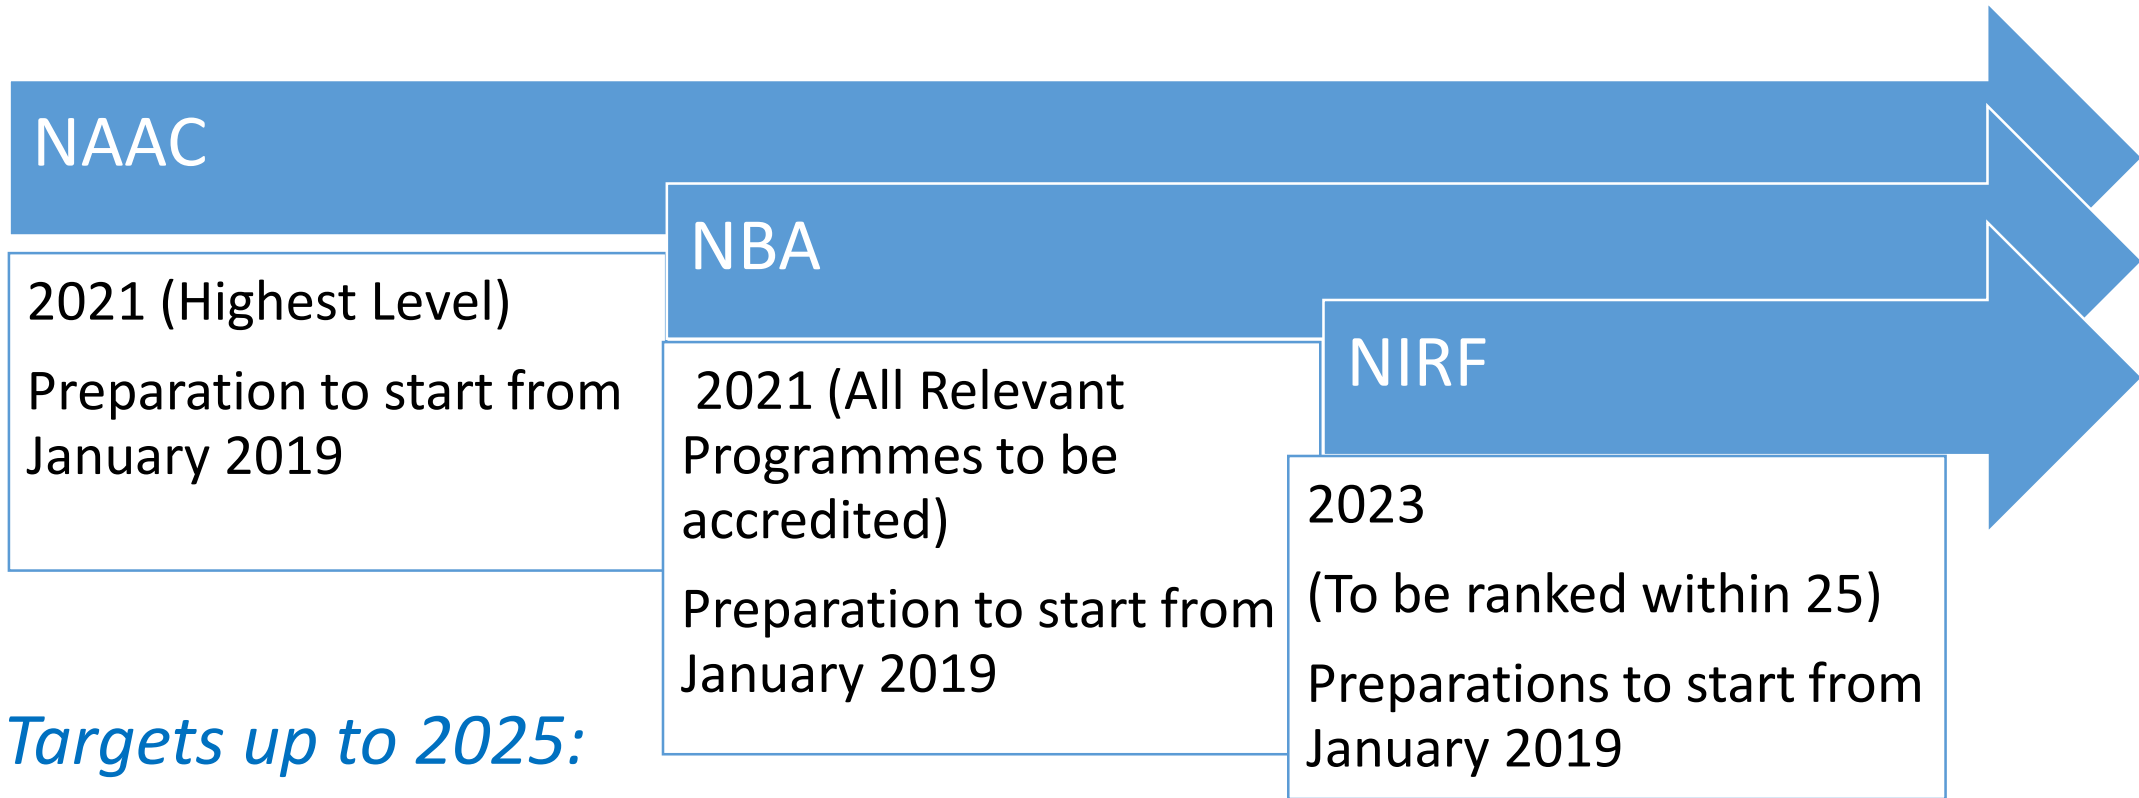 NAAC
2021 (Highest Level)
Preparation to start from
January 2019
NBA
2021 (All Relevant
Programmes to be
accredited)
Preparation to start from
January 2019
NIRF
2023
(To be ranked within 25)
Preparations to start from
January 2019
Targets up to 2025: